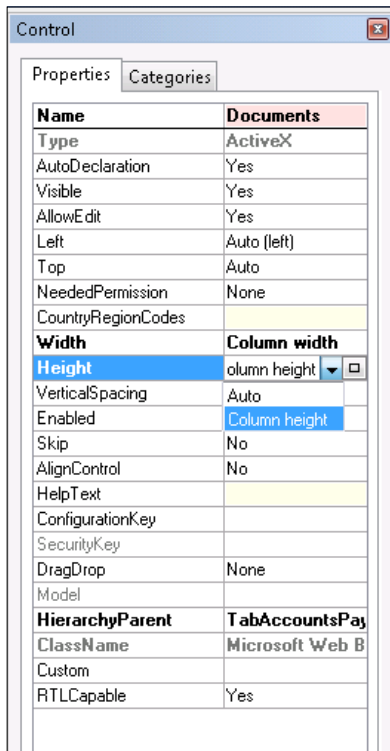 Control
Properties Categories
Name Documents
Type ActiveX
AutoDeclaration Yes
Visible Yes
AllowEdit Yes
Left Auto (left)
Top Auto
NeededPermission None
CountryRegionCodes
Width Column width
Height olumn height
VerticalSpacing Auto
Enabled Column height
Skip No
AlignControl No
HelpText
ConfigurationKey
SecurityKey
DragDrop None
Model
HierarchyParent TabAccountsPay
ClassName Microsoft Web B
Custom
RTLCapable Yes